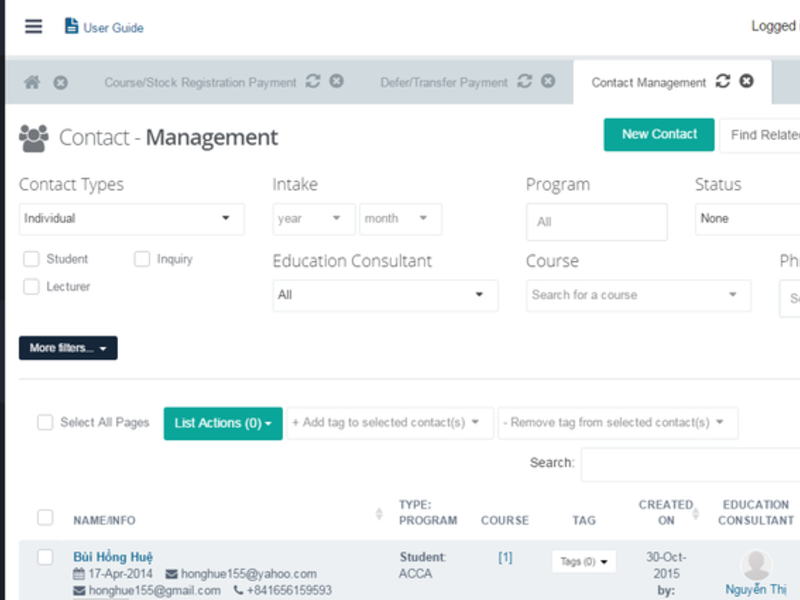 User Guide
Logged
Course/Stock Registration Payment
Defer/Transfer Payment
Contact Management
Contact - Management
New Contact
Find Relate
Contact Types
Intake
Program
Status
Individual
year
month
All
None
Student
Inquiry
Education Consultant
Course
Ph
Lecturer
All
Search for a course
Se
More filters...
Select All Pages
List Actions (0)
+ Add tag to selected contact(s)
- Remove tag from selected contact(s)
Search:
NAME/INFO
TYPE:
PROGRAM
COURSE
TAG
CREATED
ON
EDUCATION
CONSULTANT
Bùi Hồng Huệ
17-Apr-2014 honghue155@yahoo.com
honghue155@gmail.com +841656159593
Student:
ACCA
[1]
Tags (0)
30-Oct-
2015
by:
Nguyễn Thị